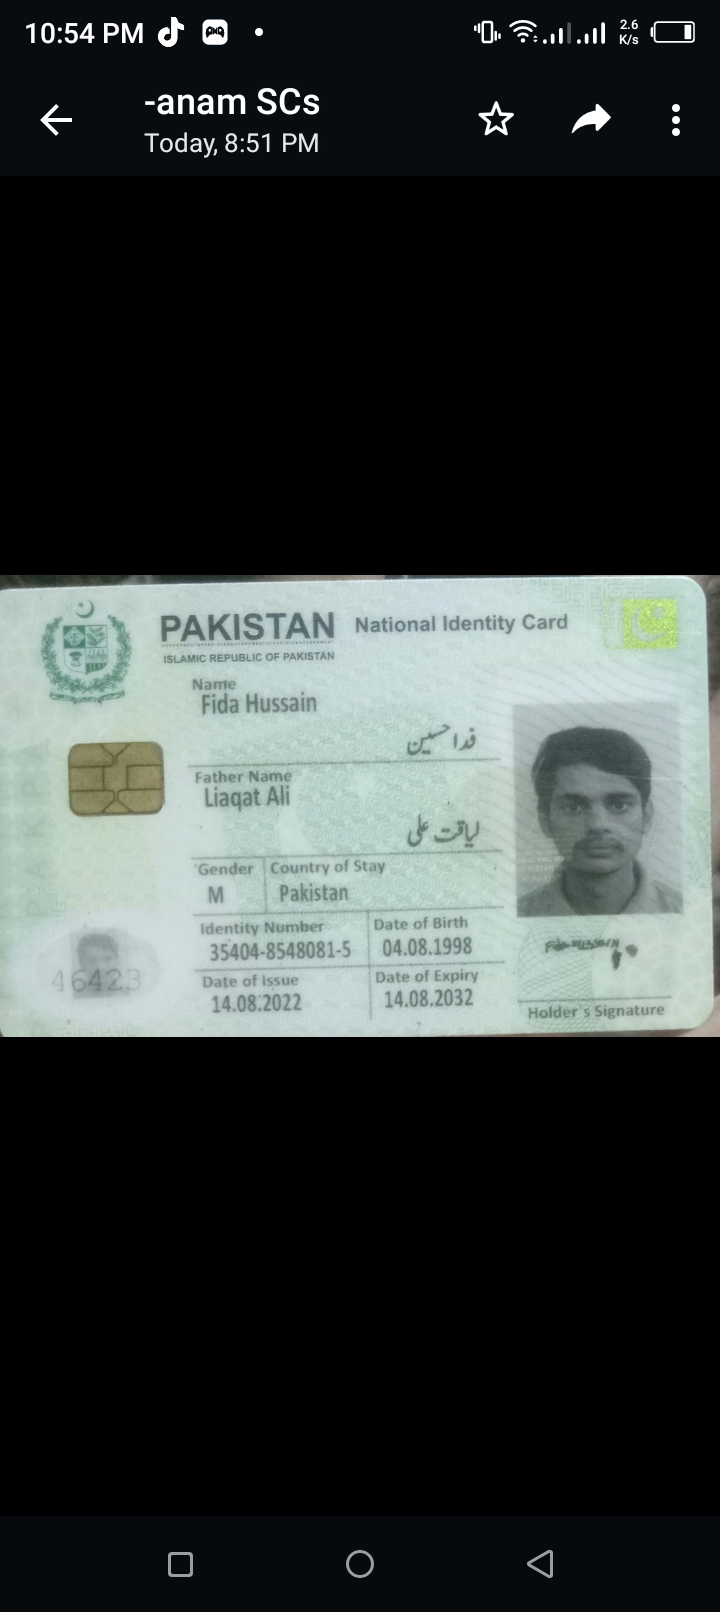 10:54 PM
2.6
K/s
-anam SCs
Today, 8:51 PM
PAKISTAN National Identity Card
ISLAMIC REPUBLIC OF PAKISTAN
Name
Fida Hussain
فدا حسین
Father Name
Liaqat Ali
لیاقت علی
Gender Country of Stay
M Pakistan
Identity Number Date of Birth
35404-8548081-5 04.08.1998
Date of Issue Date of Expiry
14.08.2022 14.08.2032
46423
Holder's Signature